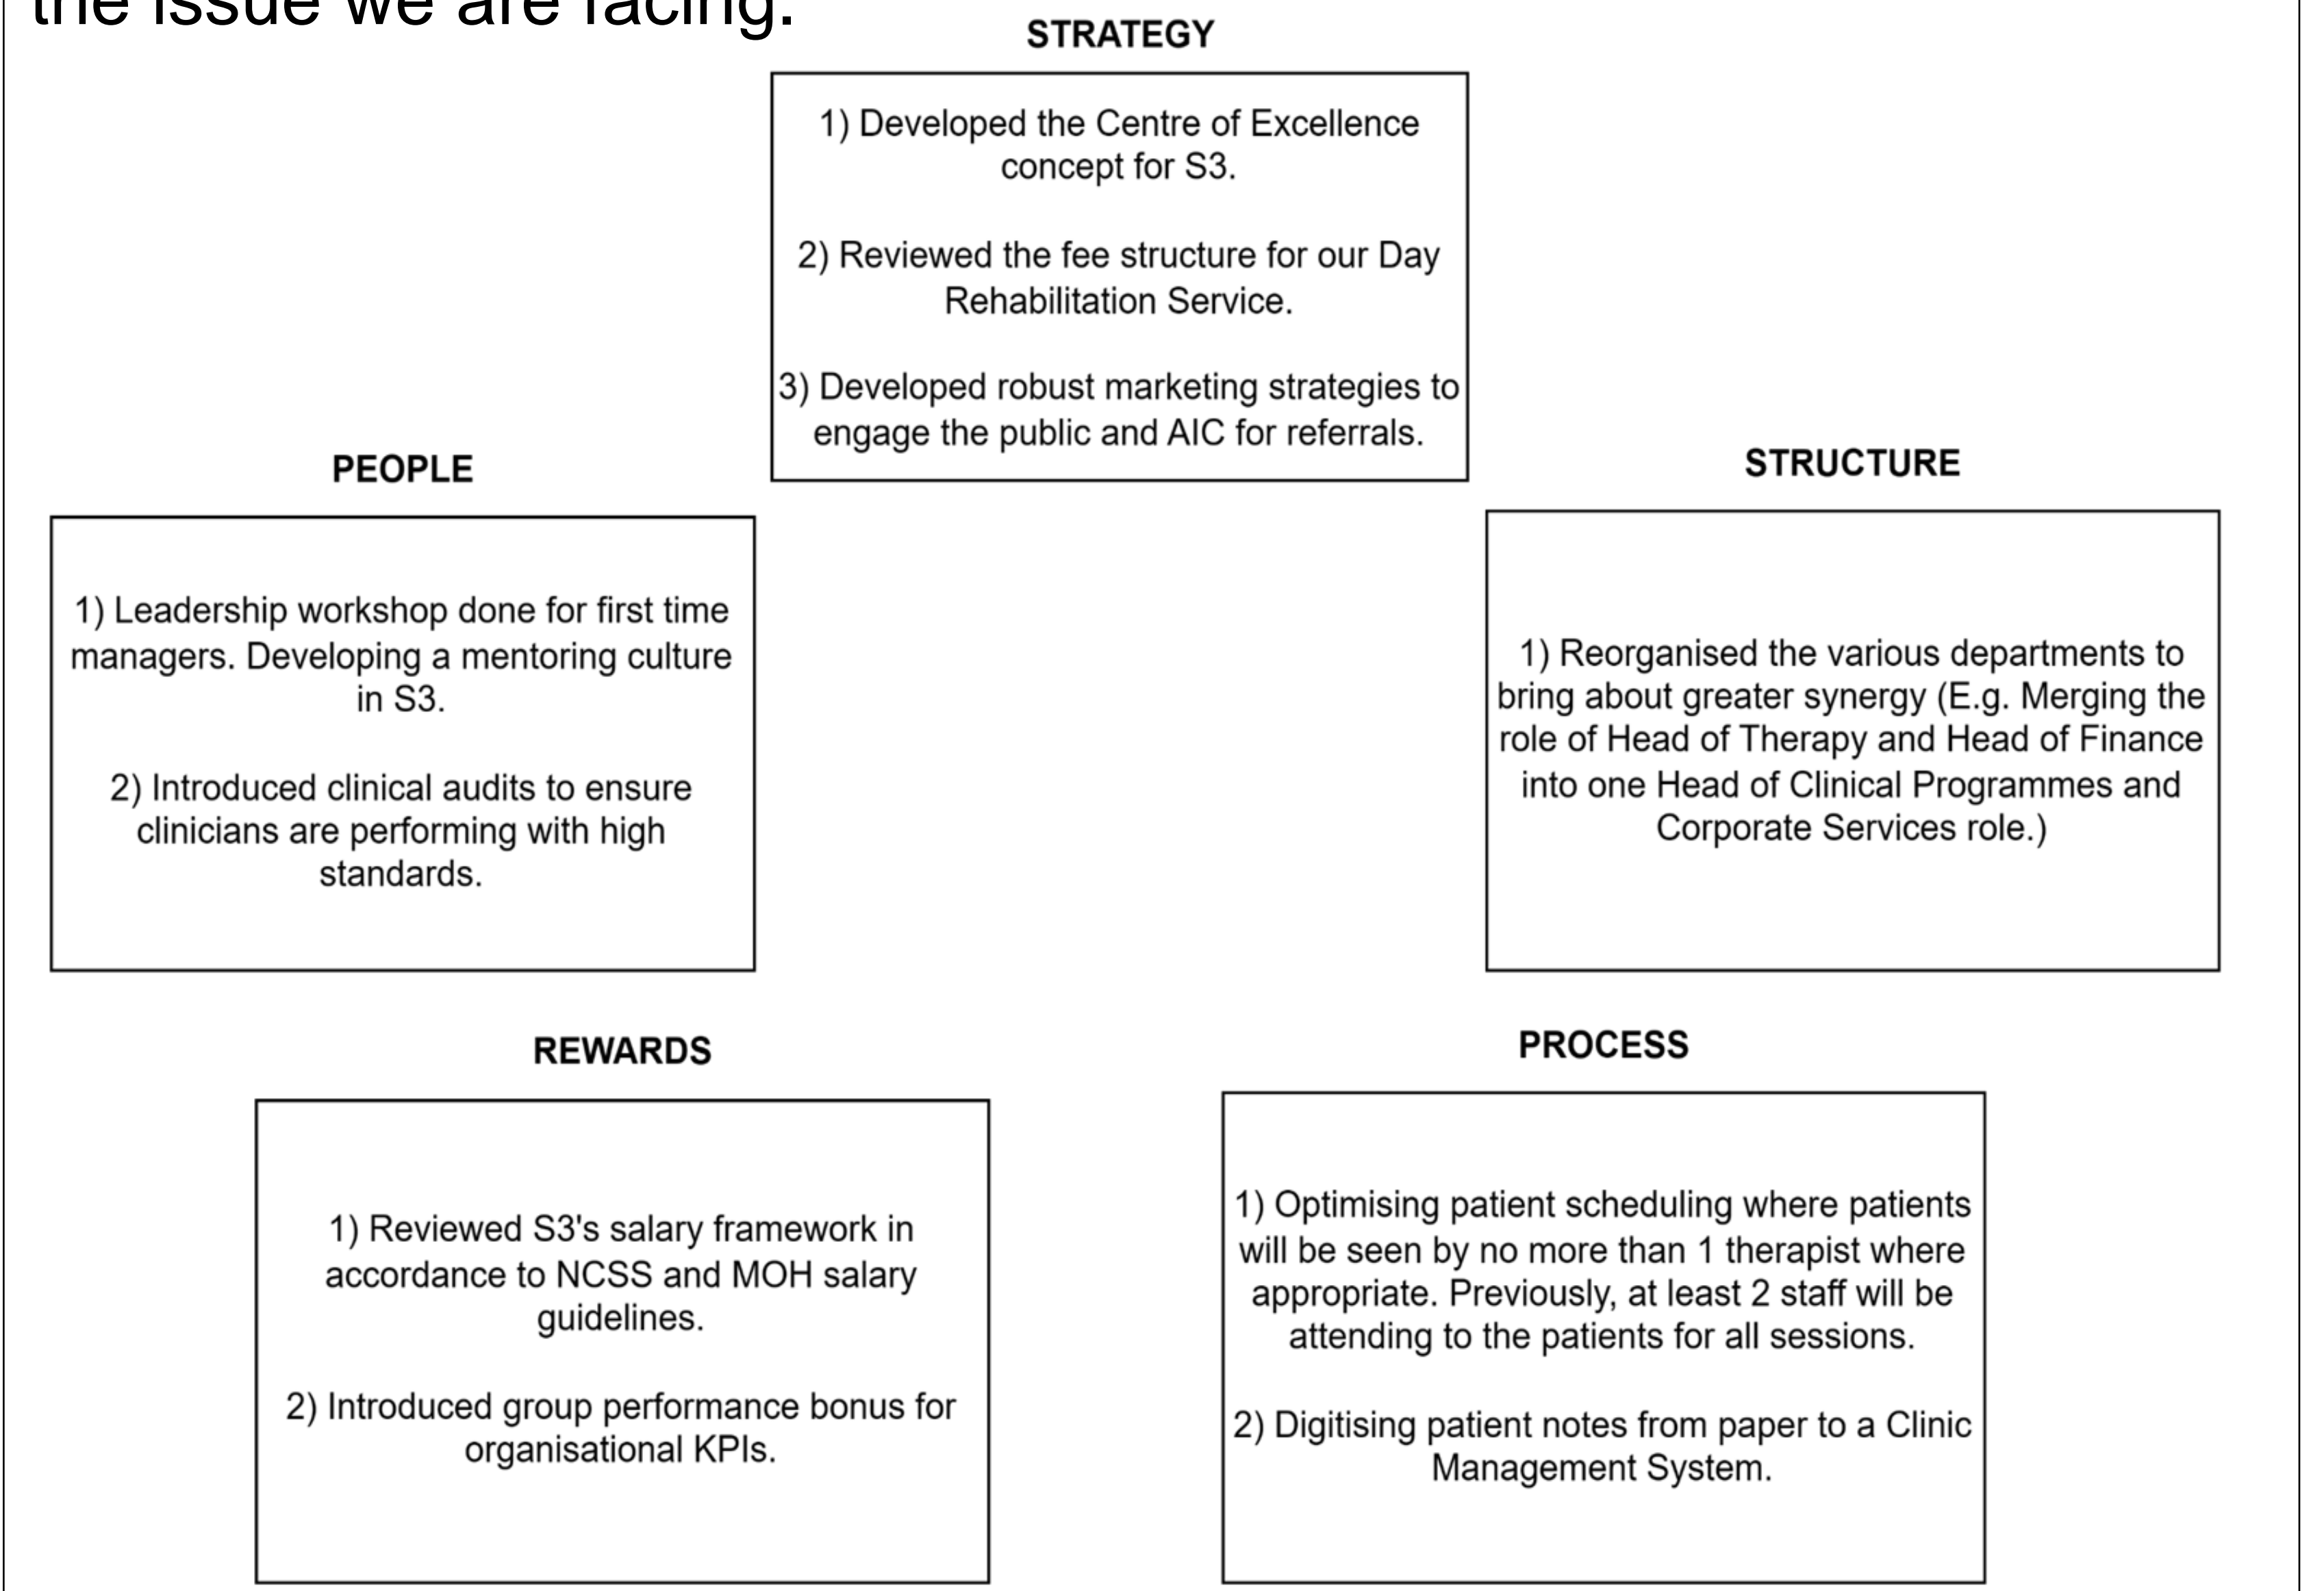 the issue we are facing.
STRATEGY
1) Developed the Centre of Excellence
concept for S3.
2) Reviewed the fee structure for our Day
Rehabilitation Service.
3) Developed robust marketing strategies to
engage the public and AIC for referrals.
PEOPLE
1) Leadership workshop done for first time
managers. Developing a mentoring culture
in S3.
2) Introduced clinical audits to ensure
clinicians are performing with high
standards.
STRUCTURE
1) Reorganised the various departments to
bring about greater synergy (E.g. Merging the
role of Head of Therapy and Head of Finance
into one Head of Clinical Programmes and
Corporate Services role.)
REWARDS
1) Reviewed S3's salary framework in
accordance to NCSS and MOH salary
guidelines.
2) Introduced group performance bonus for
organisational KPIs.
PROCESS
1) Optimising patient scheduling where patients
will be seen by no more than 1 therapist where
appropriate. Previously, at least 2 staff will be
attending to the patients for all sessions.
2) Digitising patient notes from paper to a Clinic
Management System.